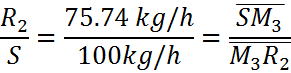 R₂/S = 75.74 kg/h / 100kg/h = S̅M̅₃̅ / M̅₃̅R̅₂̅